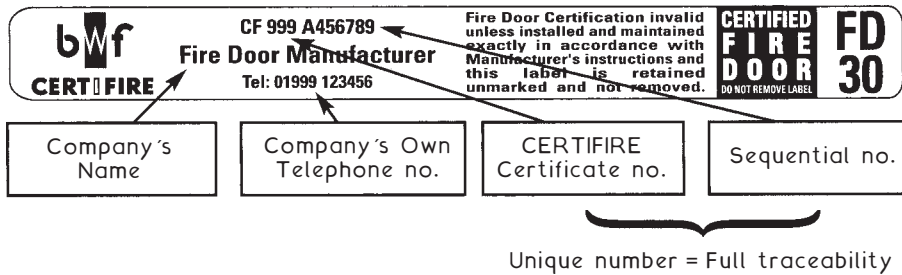 bwf
CERTIFIRE
CF 999 A456789
Fire Door Manufacturer
Tel: 01999 123456
Fire Door Certification invalid
unless installed and maintained
exactly in accordance with
Manufacturer's instructions and
this label is retained
unmarked and not removed.
CERTIFIED
FIRE
DOOR
DO NOT REMOVE LABEL
FD
30
Company´s
Name
Company´s Own
Telephone no.
CERTIFIRE
Certificate no.
Sequential no.
Unique number = Full traceability